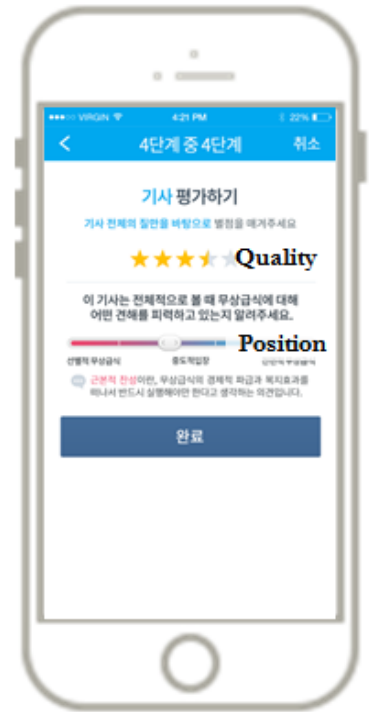 VIRGIN 4:21 PM 22%
4단계 중 4단계 취소
기사 평가하기
기사 전체의 질만을 바탕으로 별점을 매겨주세요
Quality
이 기사는 전체적으로 볼 때 무상급식에 대해
어떤 견해를 피력하고 있는지 알려주세요.
Position
선별적 무상급식 중도적입장 무상급식
근본적 찬성이란, 무상급식의 경제적 파급과 복지효과를
떠나서 반드시 실행해야만 한다고 생각하는 의견입니다.
완료